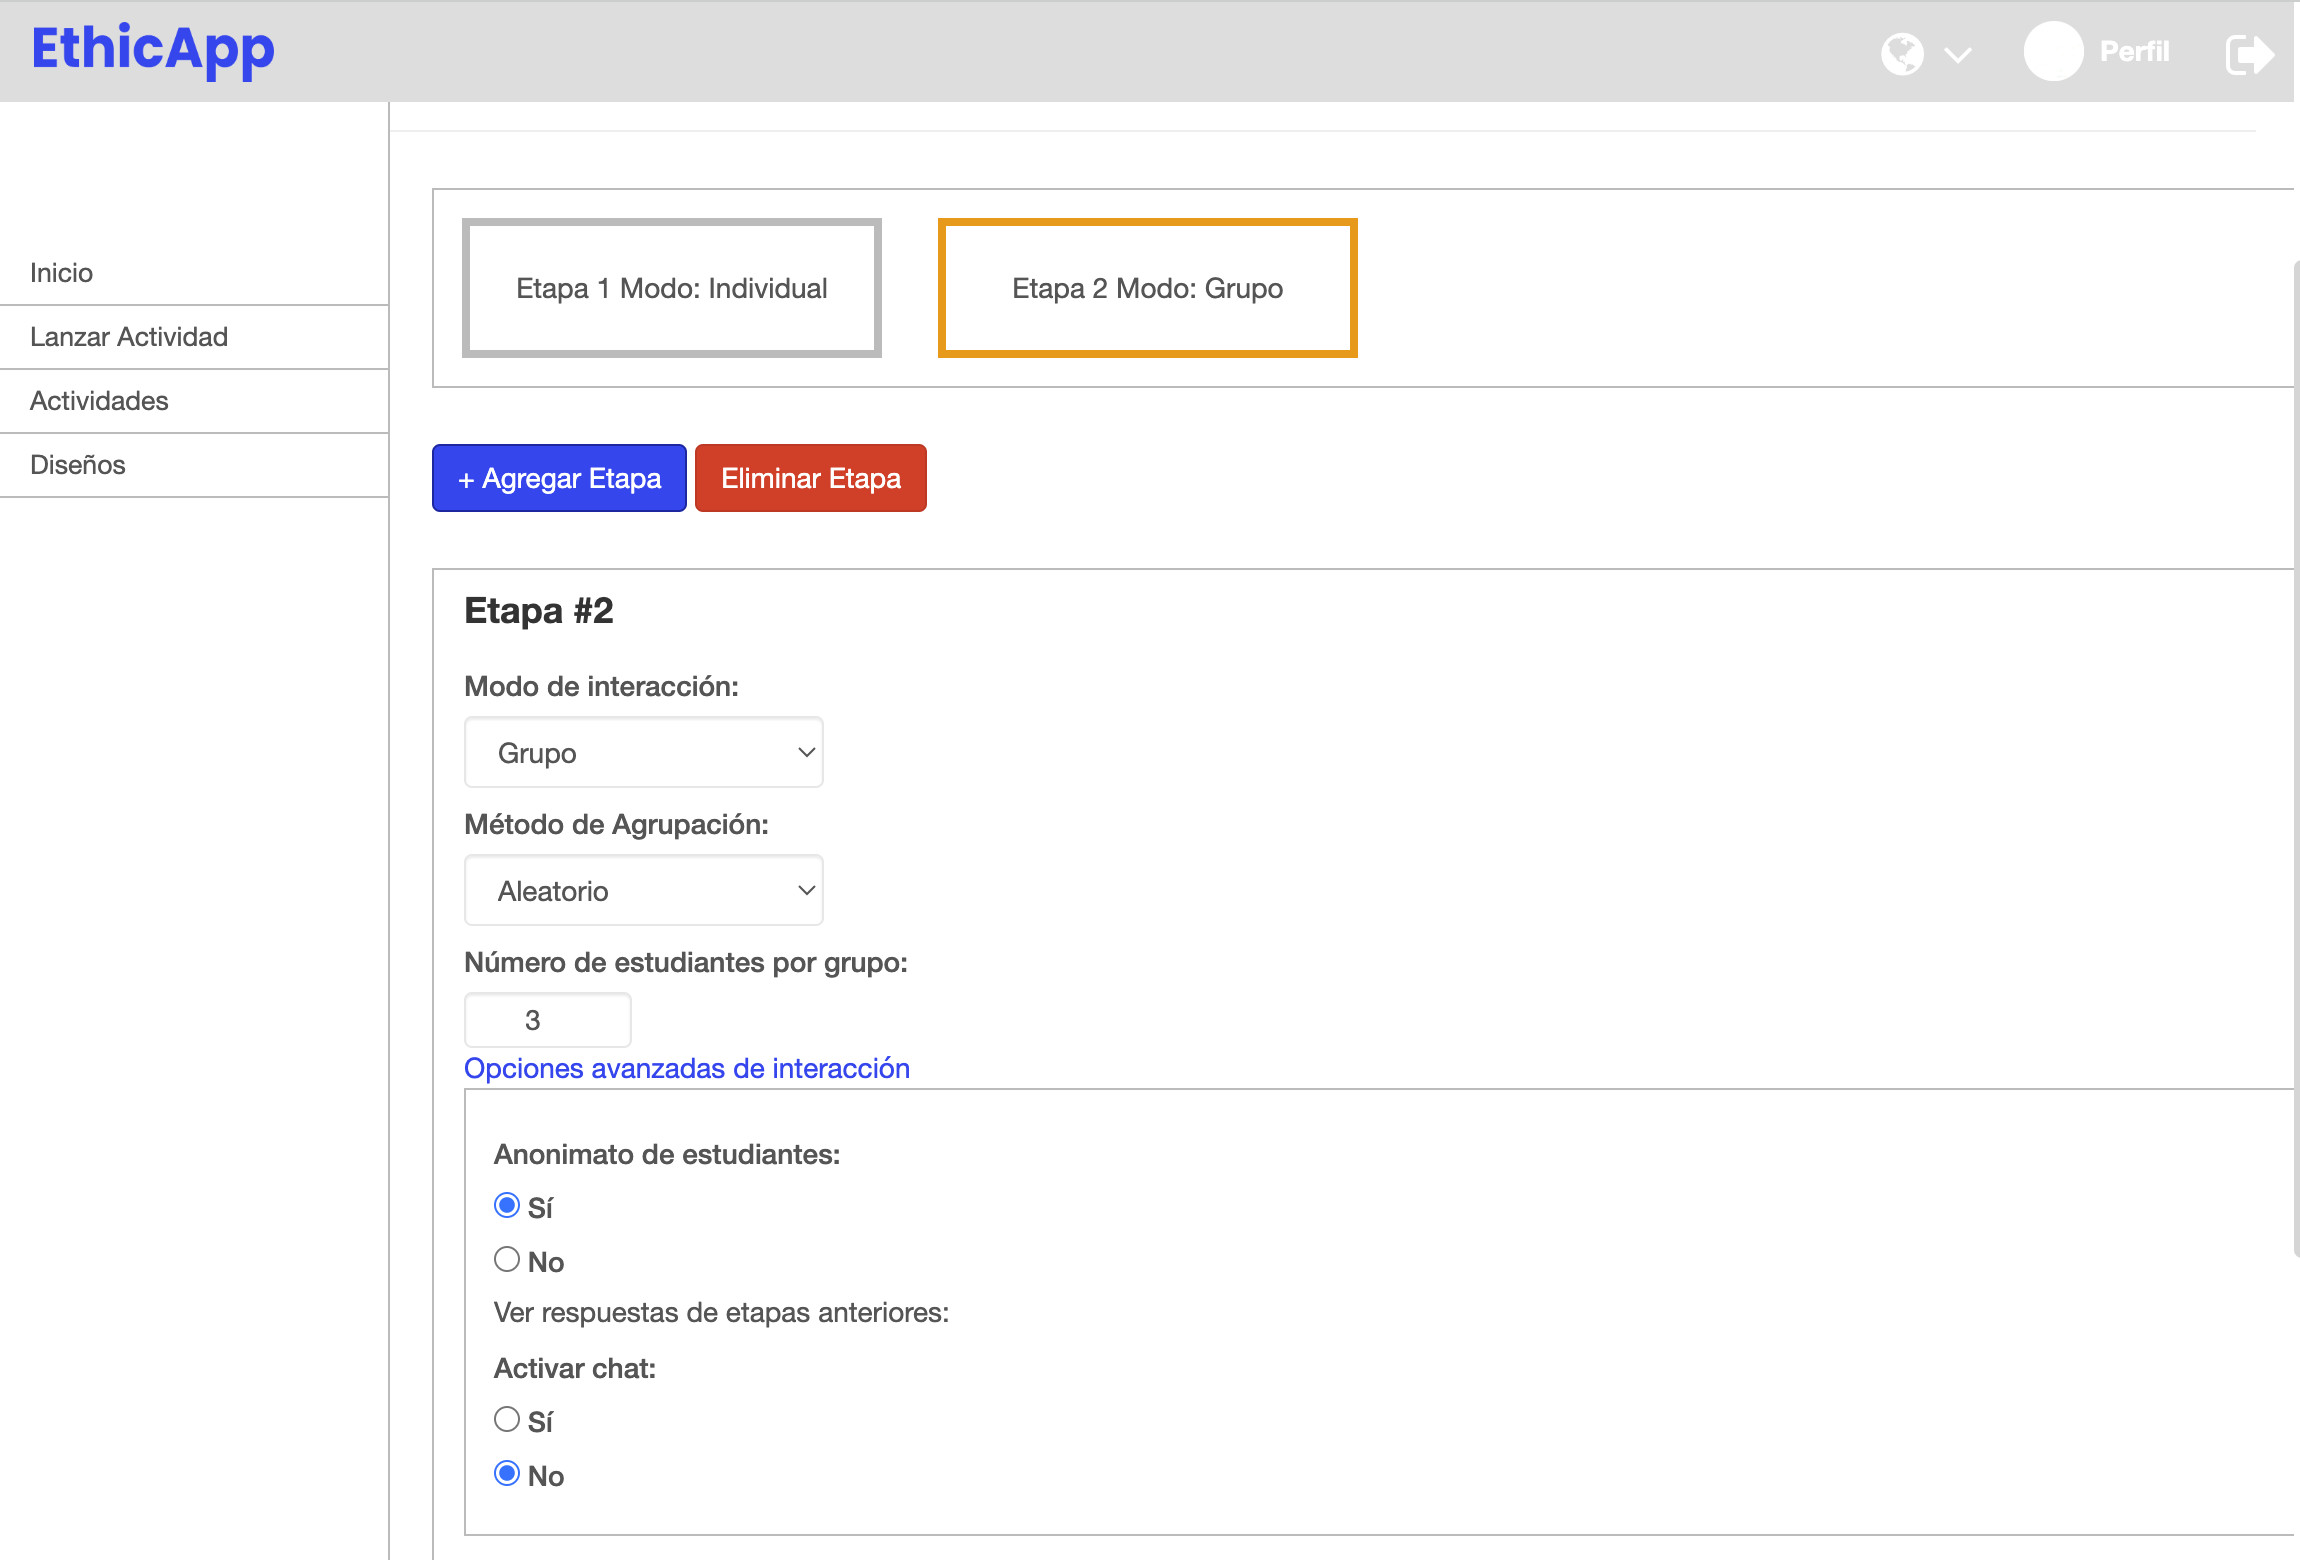 EthicApp
Perfil
Inicio
Lanzar Actividad
Actividades
Diseños
Etapa 1 Modo: Individual
Etapa 2 Modo: Grupo
+ Agregar Etapa
Eliminar Etapa
Etapa #2
Modo de interacción:
Grupo
Método de Agrupación:
Aleatorio
Número de estudiantes por grupo:
3
Opciones avanzadas de interacción
Anonimato de estudiantes:
Sí
No
Ver respuestas de etapas anteriores:
Activar chat:
Sí
No